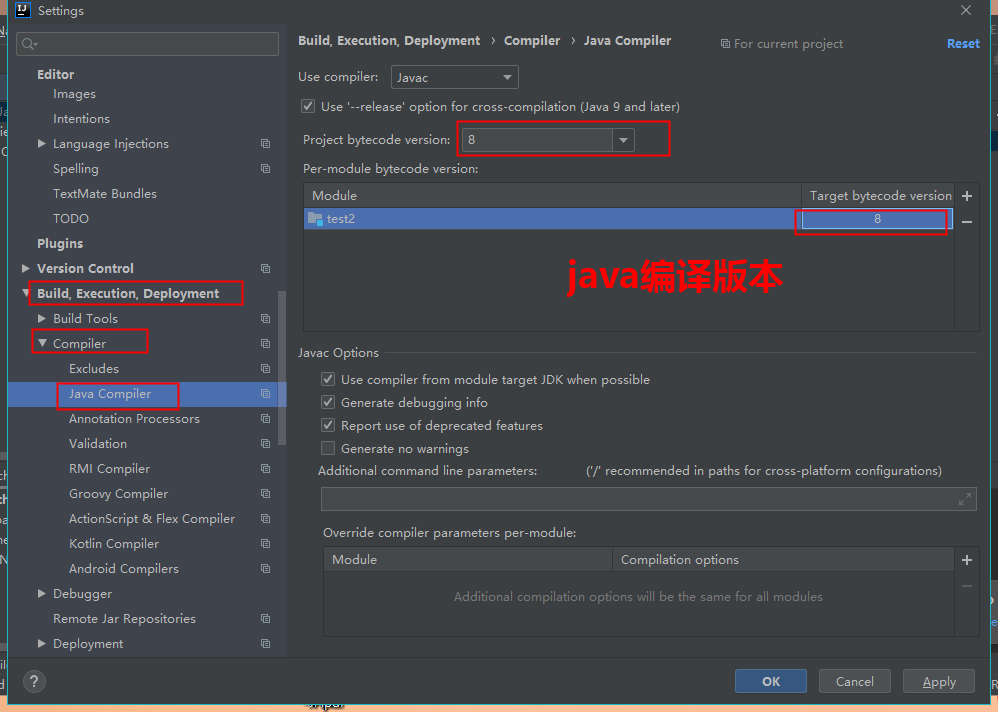 Settings
Build, Execution, Deployment › Compiler › Java Compiler
For current project
Reset
Editor
Images
Intentions
Language Injections
Spelling
TextMate Bundles
TODO
Plugins
Version Control
Build, Execution, Deployment
Build Tools
Compiler
Excludes
Java Compiler
Annotation Processors
Validation
RMI Compiler
Groovy Compiler
ActionScript & Flex Compiler
Kotlin Compiler
Android Compilers
Debugger
Remote Jar Repositories
Deployment
Use compiler: Javac
Use '--release' option for cross-compilation (Java 9 and later)
Project bytecode version: 8
Per-module bytecode version:
Module Target bytecode version
test2 8
java编译版本
Javac Options
Use compiler from module target JDK when possible
Generate debugging info
Report use of deprecated features
Generate no warnings
Additional command line parameters: ('/' recommended in paths for cross-platform configurations)
Override compiler parameters per-module:
Module Compilation options
Additional compilation options will be the same for all modules
? OK Cancel Apply